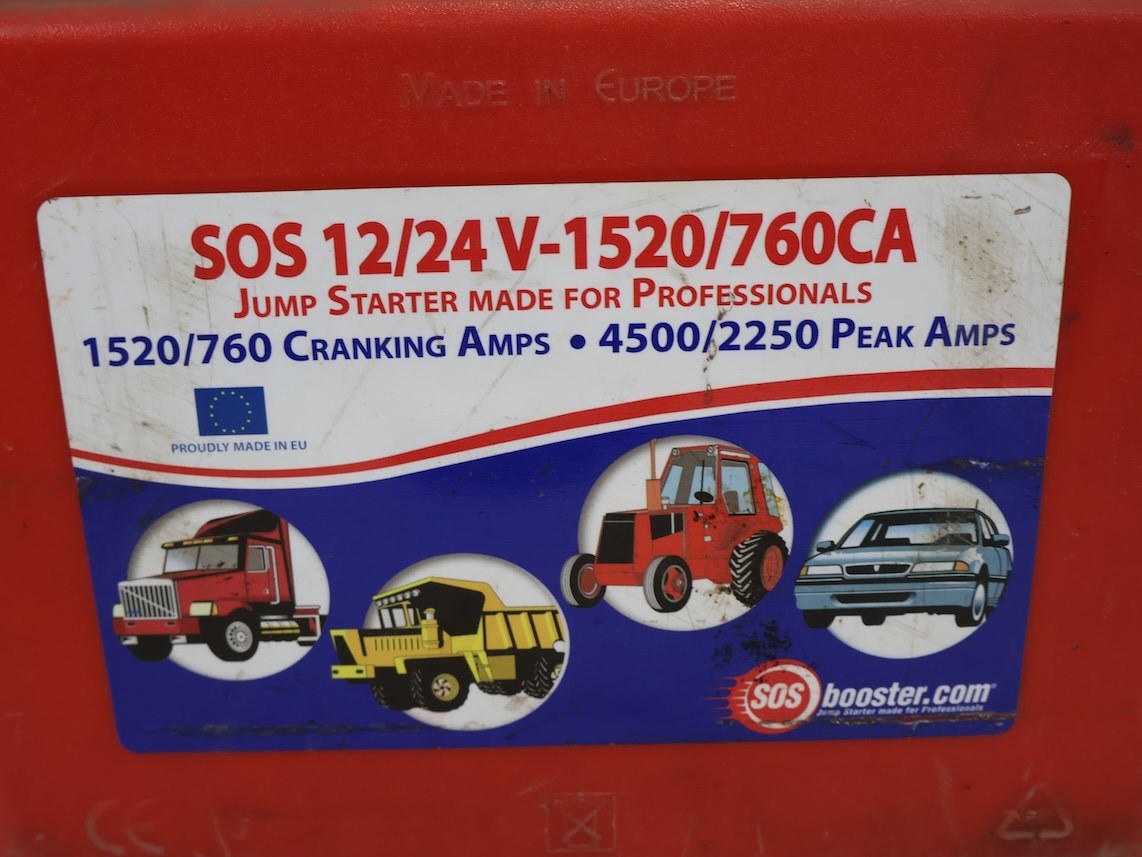 MADE IN EUROPE
SOS 12/24 V-1520/760CA
JUMP STARTER MADE FOR PROFESSIONALS
1520/760 CRANKING AMPS • 4500/2250 PEAK AMPS
PROUDLY MADE IN EU
SOS booster.com®
Jump Starter made for Professionals
CE